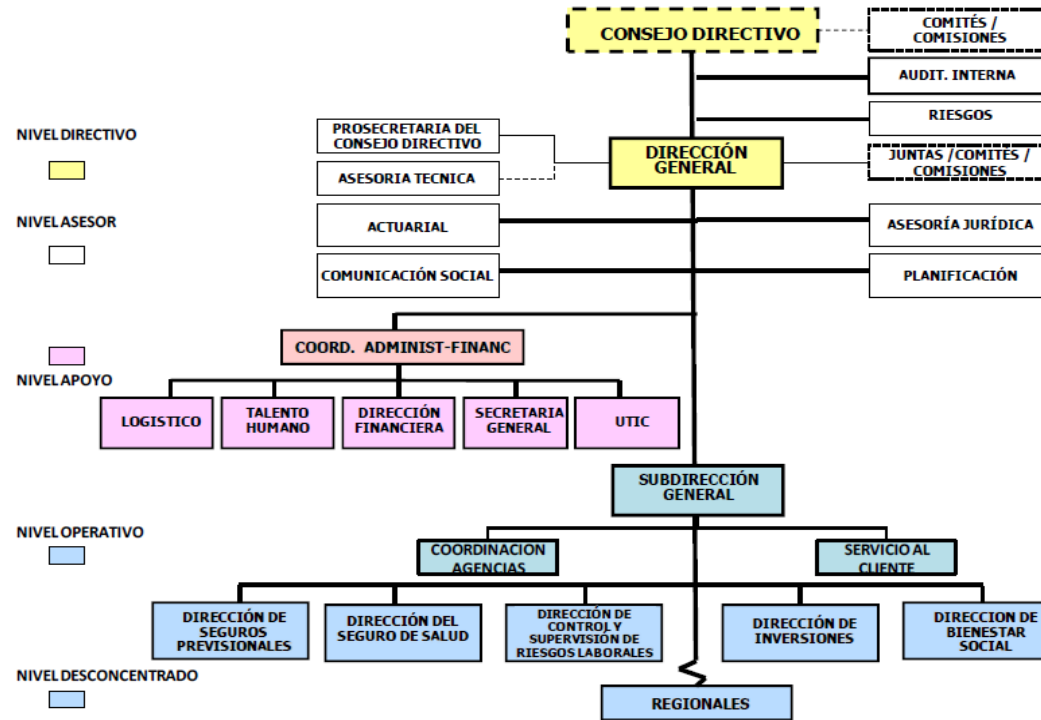 CONSEJO DIRECTIVO
COMITÉS /
COMISIONES
AUDIT. INTERNA
RIESGOS
NIVEL DIRECTIVO
PROSECRETARIA DEL
CONSEJO DIRECTIVO
DIRECCIÓN
GENERAL
JUNTAS /COMITÉS /
COMISIONES
ASESORIA TECNICA
NIVEL ASESOR
ACTUARIAL
ASESORÍA JURÍDICA
COMUNICACIÓN SOCIAL
PLANIFICACIÓN
COORD. ADMINIST-FINANC
NIVEL APOYO
LOGISTICO
TALENTO
HUMANO
DIRECCIÓN
FINANCIERA
SECRETARIA
GENERAL
UTIC
SUBDIRECCIÓN
GENERAL
NIVEL OPERATIVO
COORDINACION
AGENCIAS
SERVICIO AL
CLIENTE
DIRECCIÓN DE
SEGUROS
PREVISIONALES
DIRECCIÓN DEL
SEGURO DE SALUD
DIRECCIÓN DE
CONTROL Y
SUPERVISIÓN DE
RIESGOS LABORALES
DIRECCIÓN DE
INVERSIONES
DIRECCION DE
BIENESTAR
SOCIAL
NIVEL DESCONCENTRADO
REGIONALES